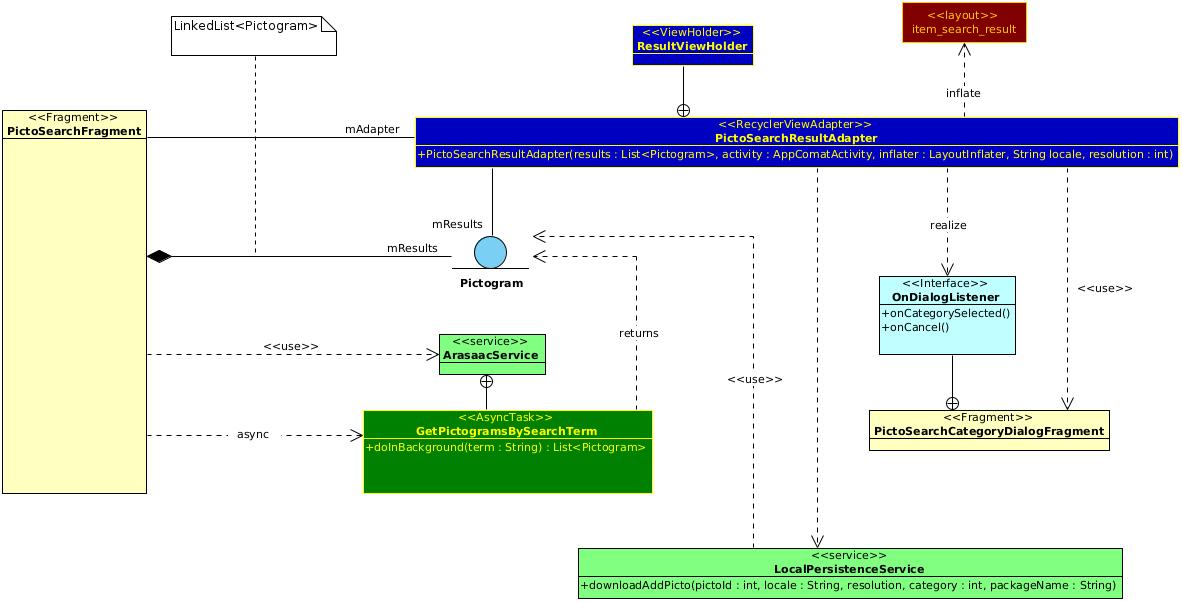 <<layout>>
item_search_result
LinkedList<Pictogram>
<<ViewHolder>>
ResultViewHolder
inflate
<<Fragment>>
PictoSearchFragment
mAdapter
<<RecyclerViewAdapter>>
PictoSearchResultAdapter
+PictoSearchResultAdapter(results : List<Pictogram>, activity : AppComatActivity, inflater : LayoutInflater, String locale, resolution : int)
mResults
realize
mResults
Pictogram
<<Interface>>
OnDialogListener
+onCategorySelected()
+onCancel()
<<use>>
returns
<<use>>
<<service>>
ArasaacService
<<use>>
<<AsyncTask>>
GetPictogramsBySearchTerm
+doInBackground(term : String) : List<Pictogram>
async
<<Fragment>>
PictoSearchCategoryDialogFragment
<<service>>
LocalPersistenceService
+downloadAddPicto(pictoId : int, locale : String, resolution, category : int, packageName : String)